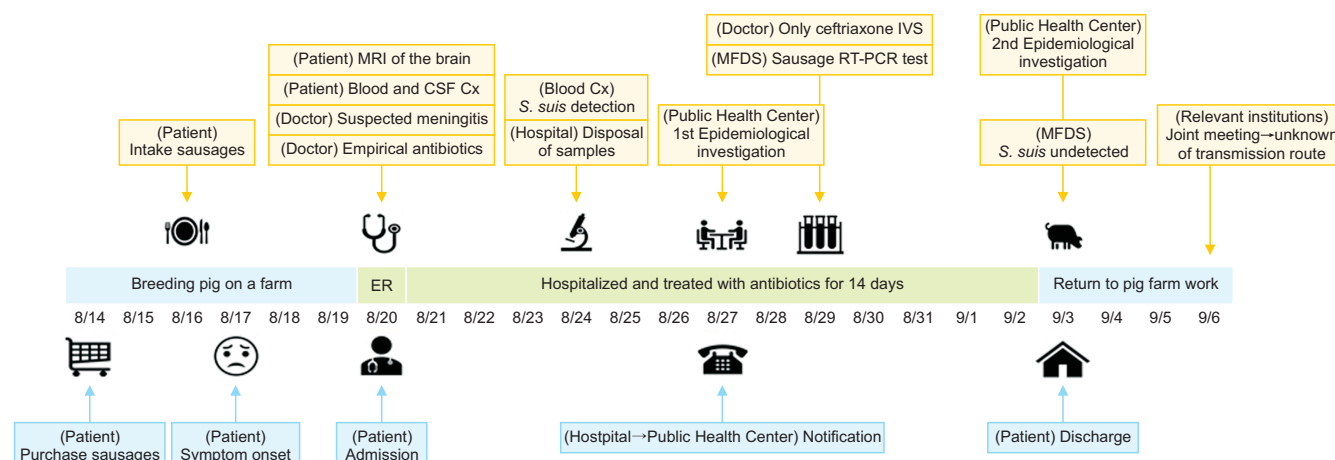 (Doctor) Only ceftriaxone IVS
(MFDS) Sausage RT-PCR test
(Public Health Center)
2nd Epidemiological
investigation
(Patient) MRI of the brain
(Patient) Blood and CSF Cx
(Doctor) Suspected meningitis
(Doctor) Empirical antibiotics
(Blood Cx)
S. suis detection
(Hospital) Disposal
of samples
(Patient)
Intake sausages
(Public Health Center)
1st Epidemiological
investigation
(MFDS)
S. suis undetected
(Relevant institutions)
Joint meeting→unknown
of transmission route
Breeding pig on a farm
ER
Hospitalized and treated with antibiotics for 14 days
Return to pig farm work
8/14 8/15 8/16 8/17 8/18 8/19 8/20 8/21 8/22 8/23 8/24 8/25 8/26 8/27 8/28 8/29 8/30 8/31 9/1 9/2 9/3 9/4 9/5 9/6
(Patient)
Purchase sausages
(Patient)
Symptom onset
(Patient)
Admission
(Hostpital→Public Health Center) Notification
(Patient) Discharge